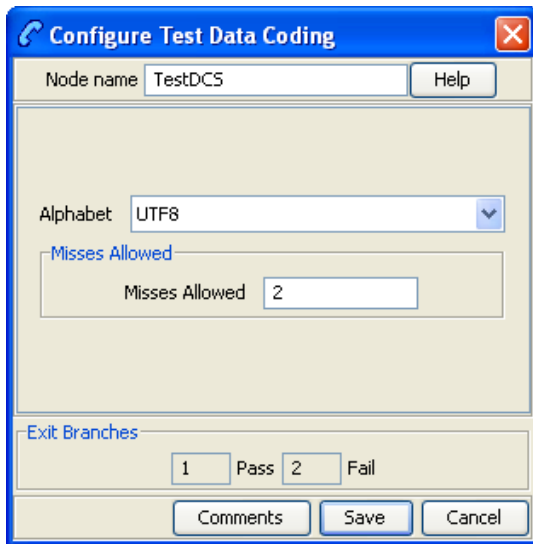 Configure Test Data Coding
Node name TestDCS Help
Alphabet UTF8
Misses Allowed
Misses Allowed 2
Exit Branches
1 Pass 2 Fail
Comments Save Cancel